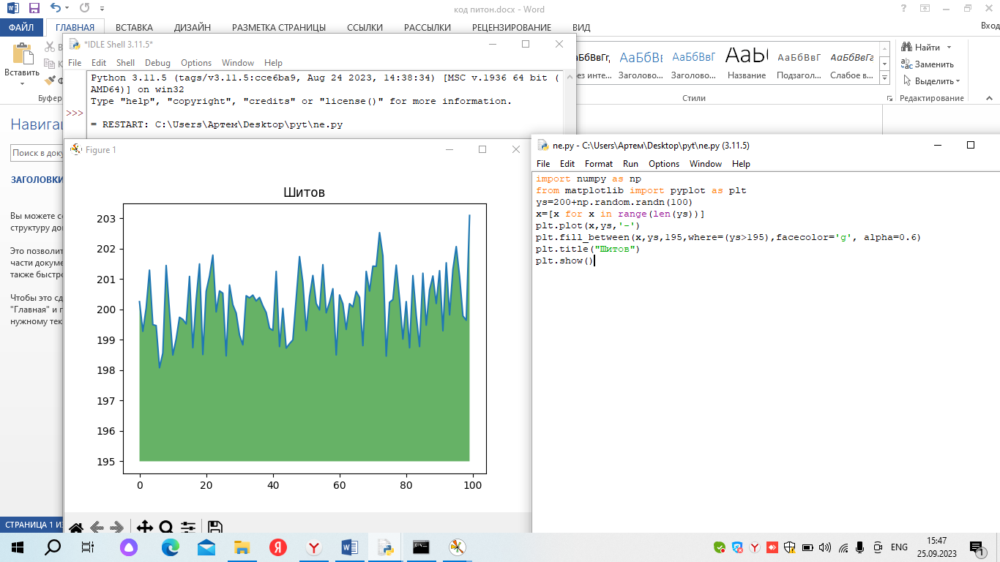 код питон.docx - Word
ФАЙЛ ГЛАВНАЯ ВСТАВКА ДИЗАЙН РАЗМЕТКА СТРАНИЦЫ ССЫЛКИ РАССЫЛКИ РЕЦЕНЗИРОВАНИЕ ВИД Вход
Вставить
Буфер
АаБбВвГг, АаБбВ АаБбВвГ АаБ АаБбВвГ АаБбВвГг
ез инте... Заголово... Заголово... Название Подзагол... Слабое в...
Стили
Найти
Заменить
Выделить
Редактирование
*IDLE Shell 3.11.5*
File Edit Shell Debug Options Window Help
Python 3.11.5 (tags/v3.11.5:cce6ba9, Aug 24 2023, 14:38:34) [MSC v.1936 64 bit (
AMD64)] on win32
Type "help", "copyright", "credits" or "license()" for more information.
>>>
= RESTART: C:\Users\Артем\Desktop\pyt\ne.py
Навигац
Поиск в доку
ЗАГОЛОВКИ
Вы можете со
структуру до
Это позволит
части докуме
также быстре
Чтобы это сд
"Главная" и п
нужному тек
СТРАНИЦА 1 ИЗ
Figure 1
Шитов
203
202
201
200
199
198
197
196
195
0 20 40 60 80 100
ne.py - C:\Users\Артем\Desktop\pyt\ne.py (3.11.5)
File Edit Format Run Options Window Help
import numpy as np
from matplotlib import pyplot as plt
ys=200+np.random.randn(100)
x=[x for x in range(len(ys))]
plt.plot(x,ys,'-')
plt.fill_between(x,ys,195,where=(ys>195),facecolor='g', alpha=0.6)
plt.title("Шитов")
plt.show()
ENG
15:47
25.09.2023
1